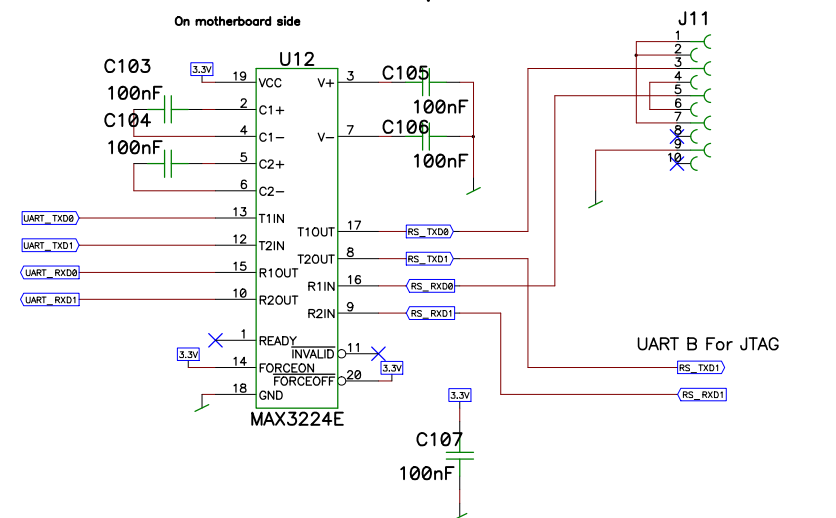 On motherboard side
J11
U12
C103
100nF
C104
100nF
3.3V
19 VCC
2 C1+
4 C1-
5 C2+
6 C2-
13 T1IN
12 T2IN
15 R1OUT
10 R2OUT
1 READY
14 FORCEON
18 GND
V+ 3
V- 7
T1OUT 17
T2OUT 8
R1IN 16
R2IN 9
INVALID 11
FORCEOFF 20
MAX3224E
UART_TXD0
UART_TXD1
UART_RXD0
UART_RXD1
3.3V
C105
100nF
C106
100nF
RS_TXD0
RS_TXD1
RS_RXD0
RS_RXD1
3.3V
1
2
3
4
5
6
7
8
9
10
UART B For JTAG
RS_TXD1
RS_RXD1
3.3V
C107
100nF